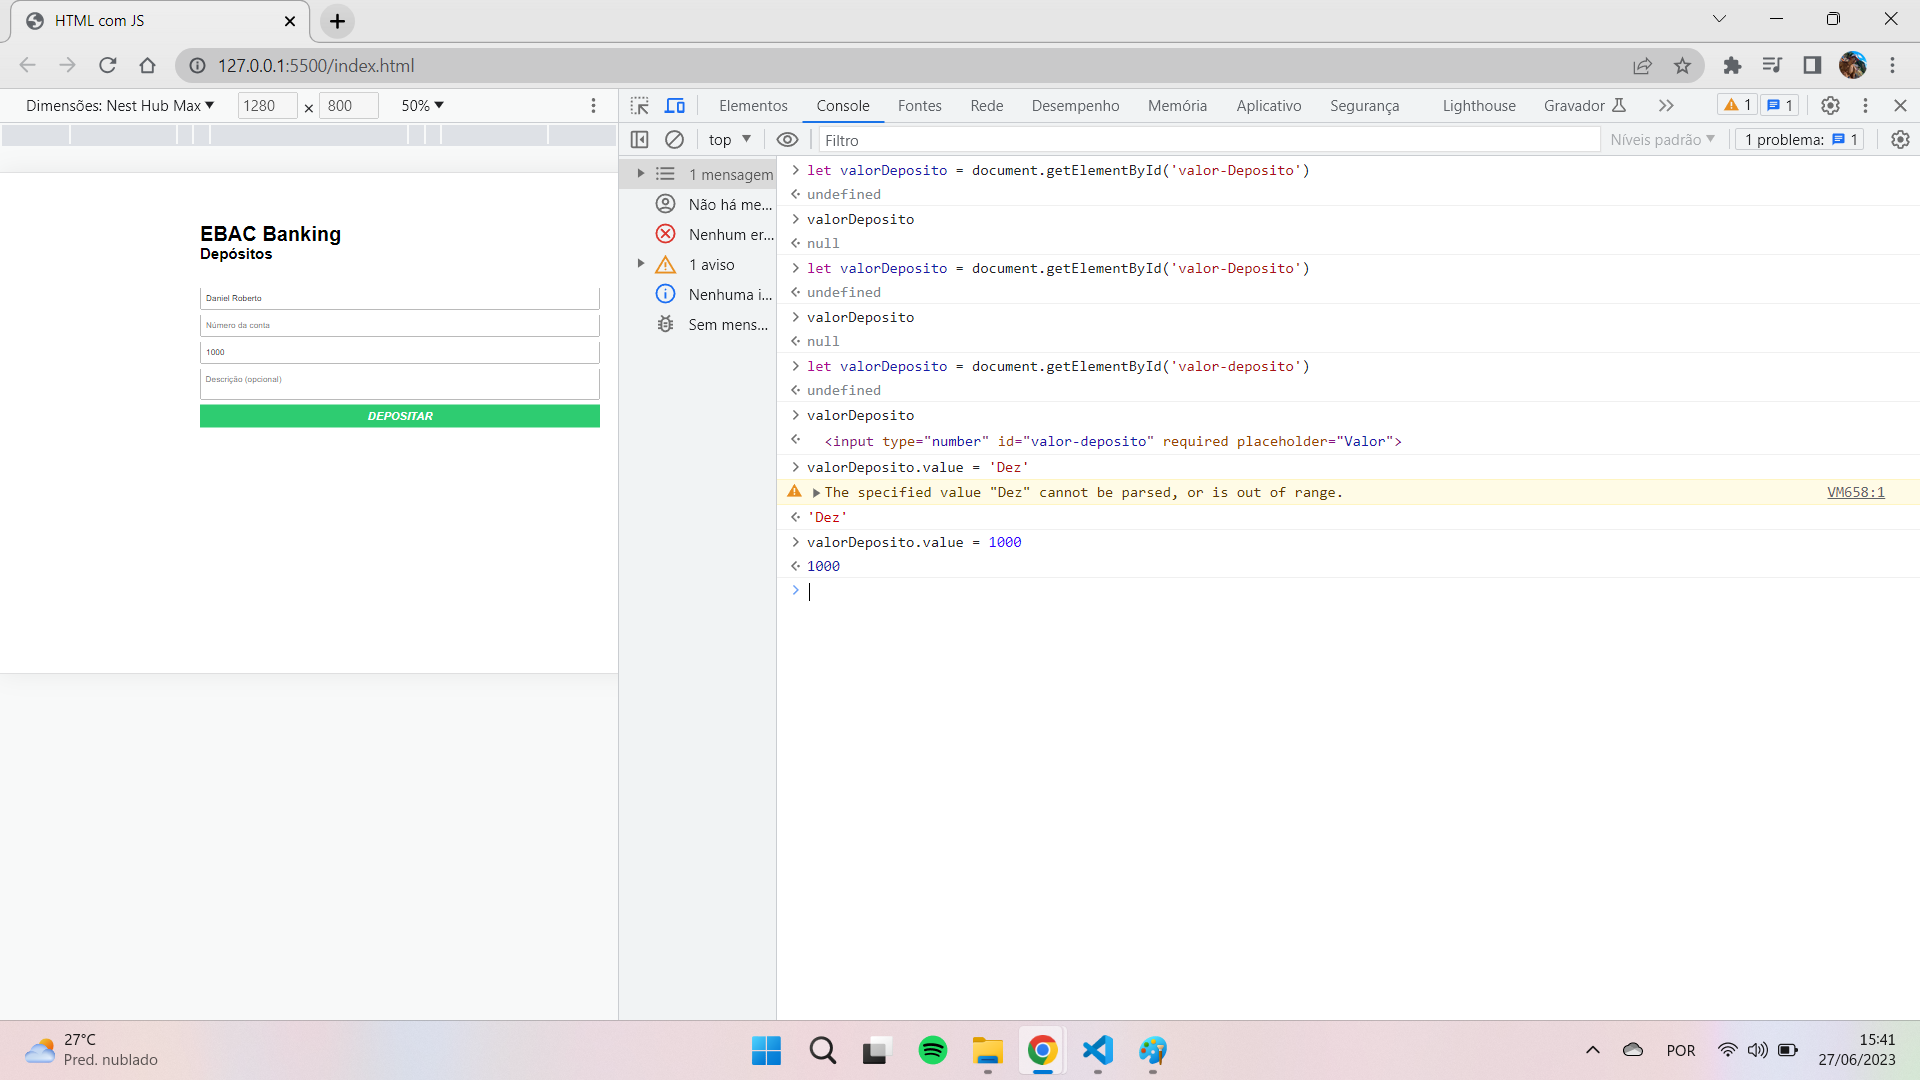 HTML com JS
127.0.0.1:5500/index.html
Dimensões: Nest Hub Max
1280 × 800
50%
Elementos
Console
Fontes
Rede
Desempenho
Memória
Aplicativo
Segurança
Lighthouse
Gravador
1
1
top
Filtro
Níveis padrão
1 problema: 1
1 mensagem
Não há me...
Nenhum er...
1 aviso
Nenhuma i...
Sem mens...
EBAC Banking
Depósitos
Daniel Roberto
Número da conta
1000
Descrição (opcional)
DEPOSITAR
let valorDeposito = document.getElementById('valor-Deposito')
undefined
valorDeposito
null
let valorDeposito = document.getElementById('valor-Deposito')
undefined
valorDeposito
null
let valorDeposito = document.getElementById('valor-deposito')
undefined
valorDeposito
<input type="number" id="valor-deposito" required placeholder="Valor">
valorDeposito.value = 'Dez'
The specified value "Dez" cannot be parsed, or is out of range. VM658:1
'Dez'
valorDeposito.value = 1000
1000
27°C
Pred. nublado
POR
15:41
27/06/2023